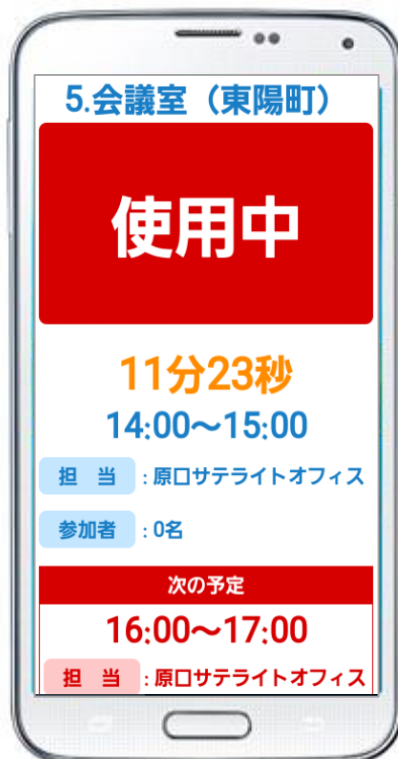 5.会議室（東陽町）
使用中
11分23秒
14:00～15:00
担　当 : 原口サテライトオフィス
参加者 : 0名
次の予定
16:00～17:00
担　当 : 原口サテライトオフィス